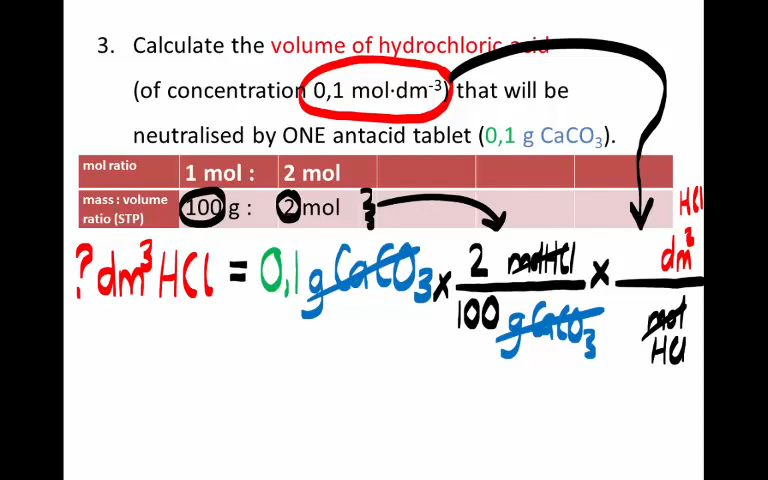 3. Calculate the volume of hydrochloric acid
(of concentration 0,1 mol·dm⁻³) that will be
neutralised by ONE antacid tablet (0,1 g CaCO₃).
mol ratio 1 mol : 2 mol
mass : volume ratio (STP) 100 g : 2 mol
? dm³ HCl = 0,1 g CaCO₃ × 2 mol HCl / 100 g CaCO₃ × dm³ HCl / mol HCl